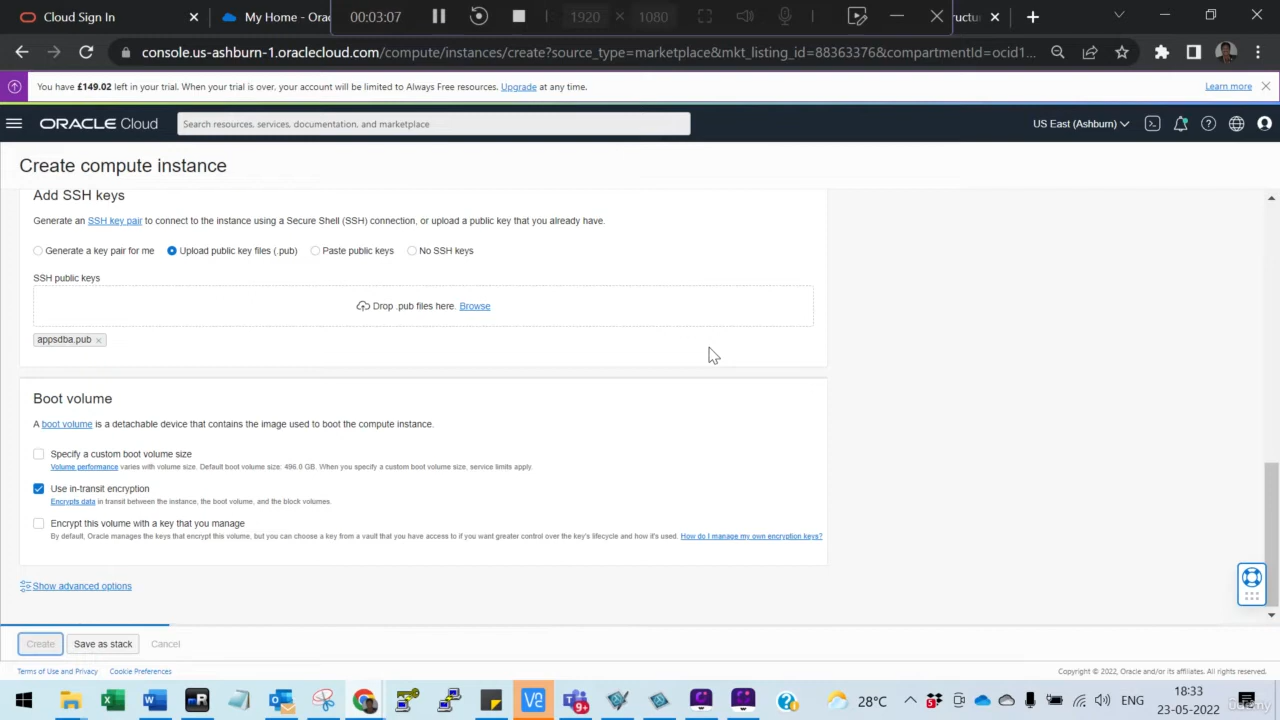 Cloud Sign In
My Home - Orac
00:03:07
1920 × 1080
ructur
console.us-ashburn-1.oraclecloud.com/compute/instances/create?source_type=marketplace&mkt_listing_id=88363376&compartmentId=ocid1...
You have £149.02 left in your trial. When your trial is over, your account will be limited to Always Free resources. Upgrade at any time.
Learn more
ORACLE Cloud
Search resources, services, documentation, and marketplace
US East (Ashburn)
Create compute instance
Add SSH keys
Generate an SSH key pair to connect to the instance using a Secure Shell (SSH) connection, or upload a public key that you already have.
Generate a key pair for me
Upload public key files (.pub)
Paste public keys
No SSH keys
SSH public keys
Drop .pub files here. Browse
appsdba.pub ×
Boot volume
A boot volume is a detachable device that contains the image used to boot the compute instance.
Specify a custom boot volume size
Volume performance varies with volume size. Default boot volume size: 496.0 GB. When you specify a custom boot volume size, service limits apply.
Use in-transit encryption
Encrypts data in transit between the instance, the boot volume, and the block volumes.
Encrypt this volume with a key that you manage
By default, Oracle manages the keys that encrypt this volume, but you can choose a key from a vault that you have access to if you want greater control over the key's lifecycle and how it's used. How do I manage my own encryption keys?
Show advanced options
Create
Save as stack
Cancel
Terms of Use and Privacy
Cookie Preferences
Copyright © 2022, Oracle and/or its affiliates. All rights reserved.
28°C
ENG
18:33
23-05-2022
udemy